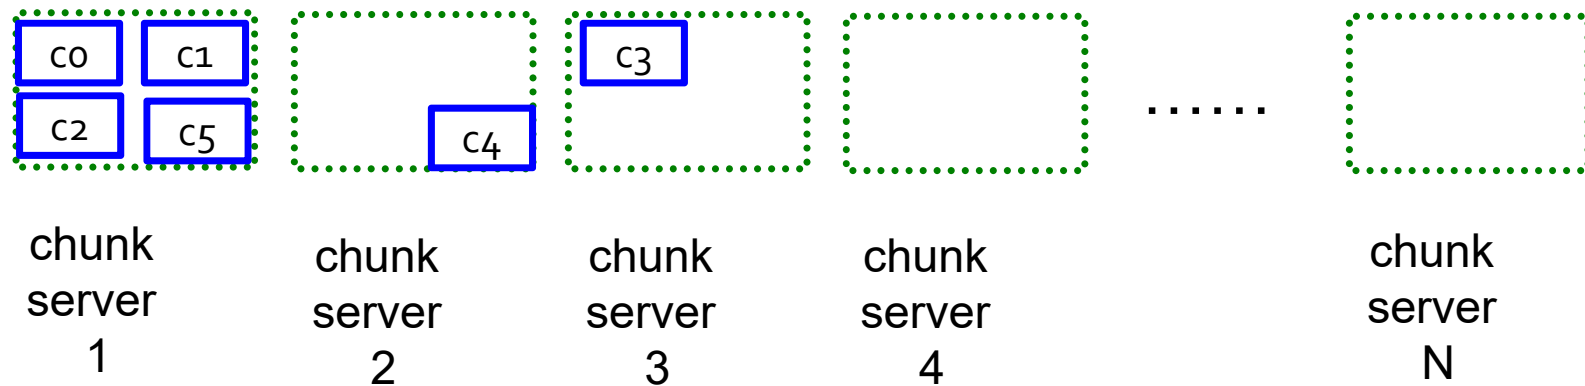 c0 c1
c2 c5
c4
c3
......
chunk
server
1
chunk
server
2
chunk
server
3
chunk
server
4
chunk
server
N